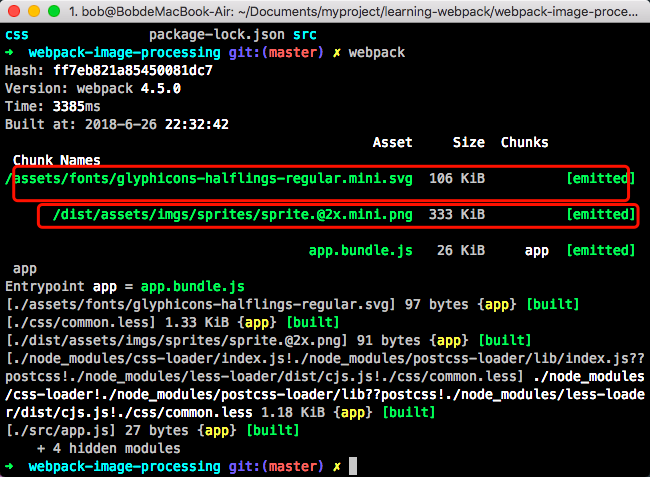 1. bob@BobdeMacBook-Air: ~/Documents/myproject/learning-webpack/webpack-image-proce...
css package-lock.json src
➜ webpack-image-processing git:(master) ✗ webpack
Hash: ff7eb821a85450081dc7
Version: webpack 4.5.0
Time: 3385ms
Built at: 2018-6-26 22:32:42
Asset Size Chunks
Chunk Names
/assets/fonts/glyphicons-halflings-regular.mini.svg 106 KiB [emitted]
/dist/assets/imgs/sprites/sprite.@2x.mini.png 333 KiB [emitted]
app.bundle.js 26 KiB app [emitted]
app
Entrypoint app = app.bundle.js
[./assets/fonts/glyphicons-halflings-regular.svg] 97 bytes {app} [built]
[./css/common.less] 1.33 KiB {app} [built]
[./dist/assets/imgs/sprites/sprite.@2x.png] 91 bytes {app} [built]
[./node_modules/css-loader/index.js!./node_modules/postcss-loader/lib/index.js??
postcss!./node_modules/less-loader/dist/cjs.js!./css/common.less] ./node_modules
/css-loader!./node_modules/postcss-loader/lib??postcss!./node_modules/less-loade
r/dist/cjs.js!./css/common.less 1.18 KiB {app} [built]
[./src/app.js] 27 bytes {app} [built]
+ 4 hidden modules
➜ webpack-image-processing git:(master) ✗